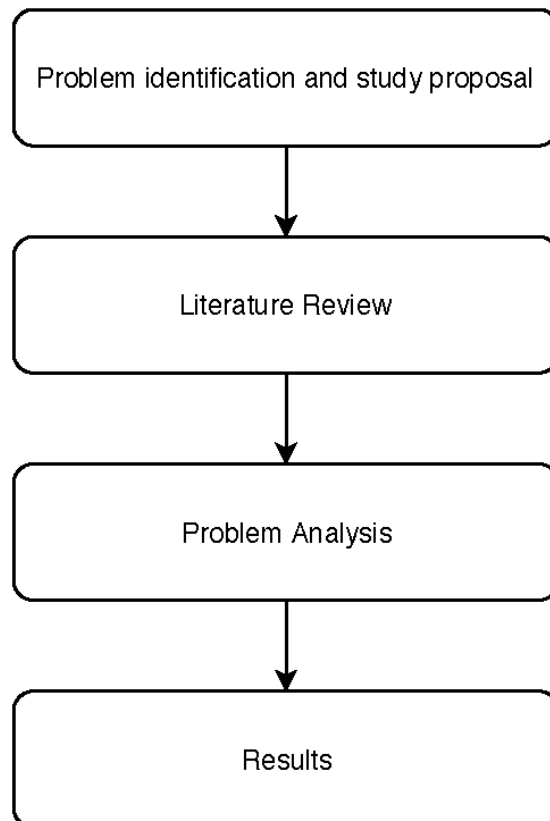 Problem identification and study proposal
Literature Review
Problem Analysis
Results